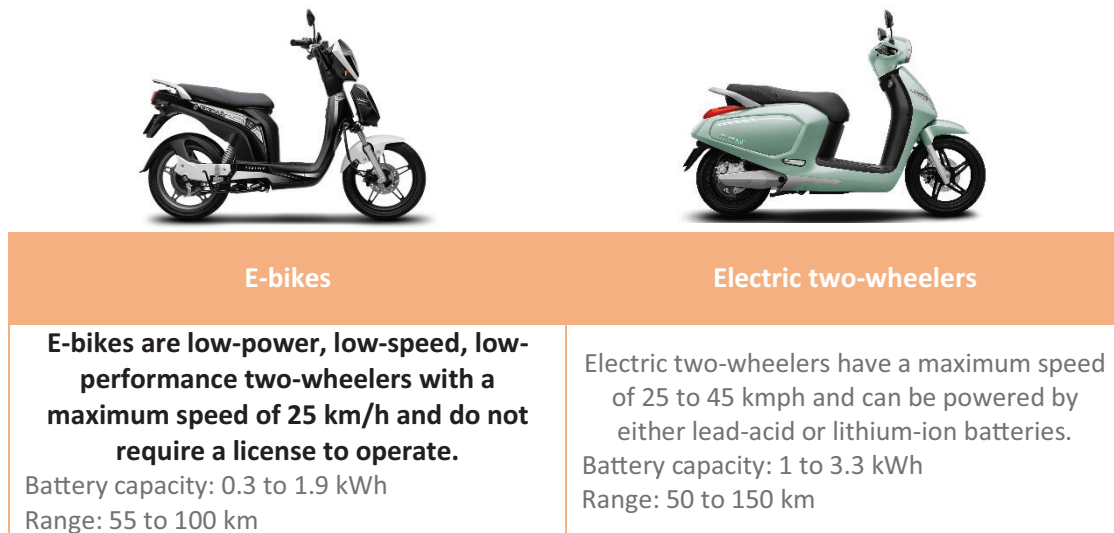 E-bikes
Electric two-wheelers
E-bikes are low-power, low-speed, low-
performance two-wheelers with a
maximum speed of 25 km/h and do not
require a license to operate.
Battery capacity: 0.3 to 1.9 kWh
Range: 55 to 100 km
Electric two-wheelers have a maximum speed
of 25 to 45 kmph and can be powered by
either lead-acid or lithium-ion batteries.
Battery capacity: 1 to 3.3 kWh
Range: 50 to 150 km